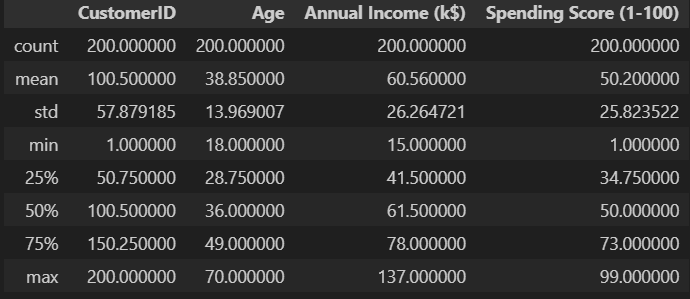 CustomerID Age Annual Income (k$) Spending Score (1-100)
count 200.000000 200.000000 200.000000 200.000000
mean 100.500000 38.850000 60.560000 50.200000
std 57.879185 13.969007 26.264721 25.823522
min 1.000000 18.000000 15.000000 1.000000
25% 50.750000 28.750000 41.500000 34.750000
50% 100.500000 36.000000 61.500000 50.000000
75% 150.250000 49.000000 78.000000 73.000000
max 200.000000 70.000000 137.000000 99.000000